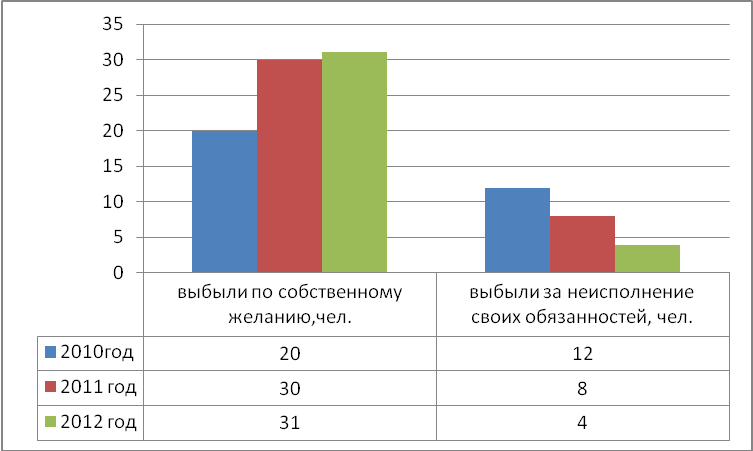 35
30
25
20
15
10
5
0
выбыли по собственному
желанию,чел.
выбыли за неисполнение
своих обязанностей, чел.
2010год 20 12
2011 год 30 8
2012 год 31 4